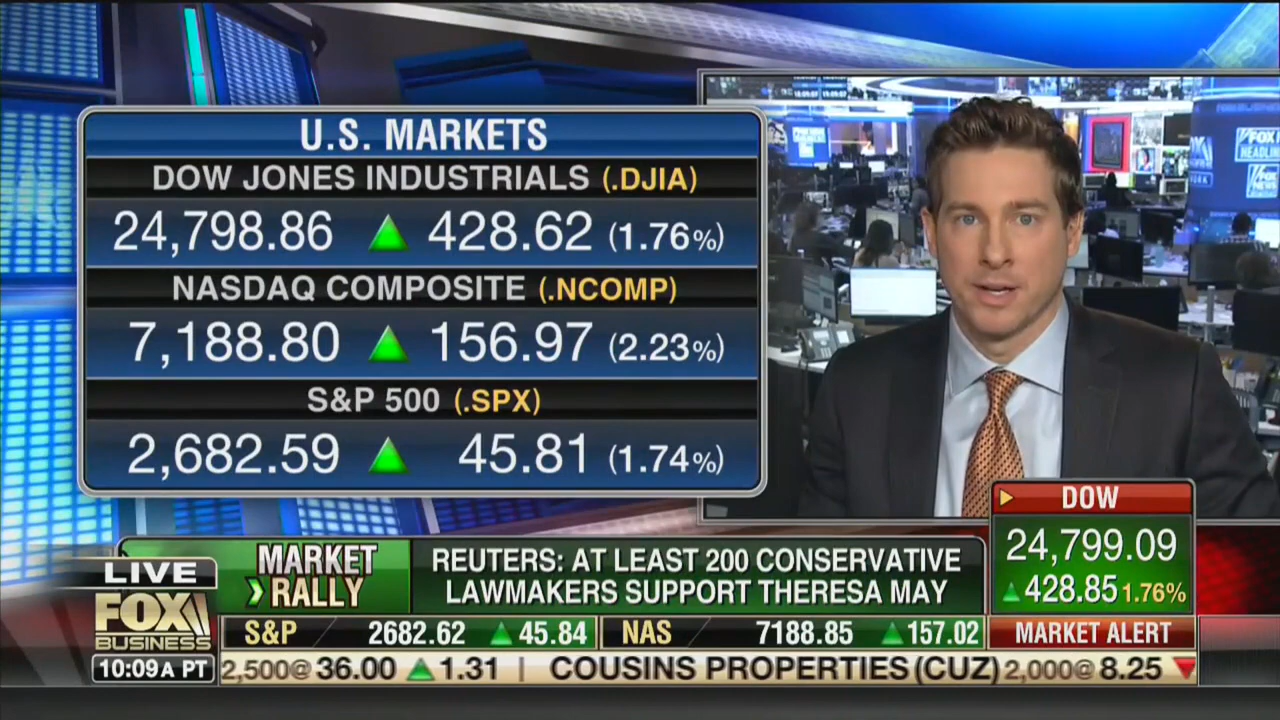 U.S. MARKETS
DOW JONES INDUSTRIALS (.DJIA)
24,798.86 ▲ 428.62 (1.76%)
NASDAQ COMPOSITE (.NCOMP)
7,188.80 ▲ 156.97 (2.23%)
S&P 500 (.SPX)
2,682.59 ▲ 45.81 (1.74%)
FOX
HEADLIN
FOX
NEWS
DOW
24,799.09
▲ 428.85 1.76%
MARKET ALERT
MARKET
RALLY
REUTERS: AT LEAST 200 CONSERVATIVE
LAWMAKERS SUPPORT THERESA MAY
LIVE
FOX
BUSINESS
10:09A PT
S&P 2682.62 ▲ 45.84 NAS 7188.85 ▲ 157.02
2,500@ 36.00 ▲ 1.31 | COUSINS PROPERTIES (CUZ) 2,000@ 8.25 ▼